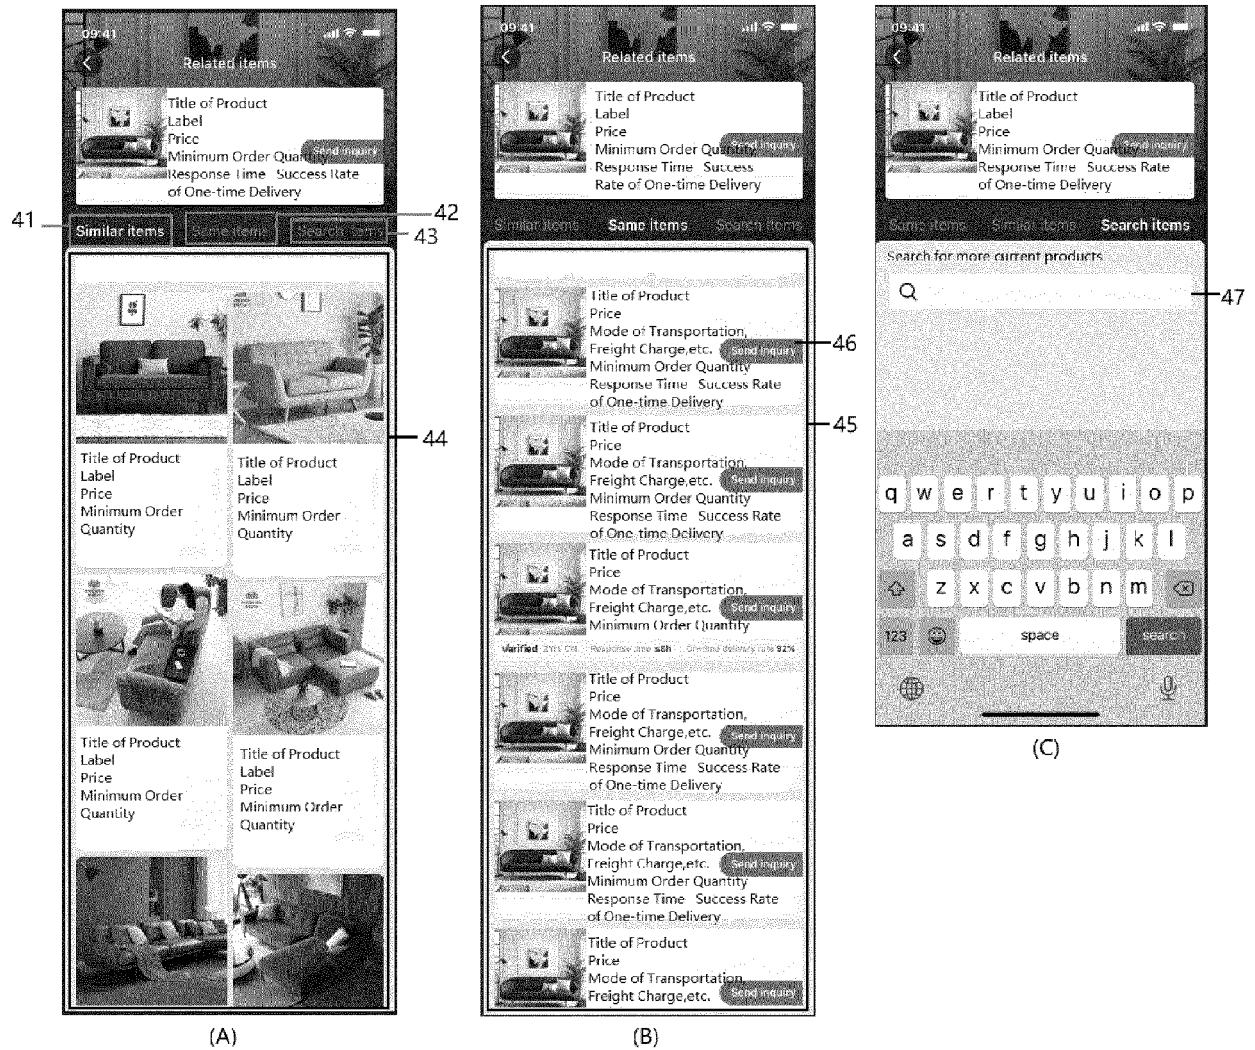 09:41
Related items
Title of Product
Label
Price
Minimum Order Quantity
Send inquiry
Response Time Success Rate
of One-time Delivery
41
42
43
Similar items Same items Search items
44
Title of Product
Label
Price
Minimum Order
Quantity
Title of Product
Label
Price
Minimum Order
Quantity
Title of Product
Label
Price
Minimum Order
Quantity
Title of Product
Label
Price
Minimum Order
Quantity
(A)
09:41
Related items
Title of Product
Label
Price
Minimum Order Quantity
Send inquiry
Response Time Success
Rate of One-time Delivery
Similar items Same items Search items
Title of Product
Price
Mode of Transportation,
Freight Charge,etc.
Send inquiry
46
Minimum Order Quantity
Response Time Success Rate
of One-time Delivery
45
Title of Product
Price
Mode of Transportation,
Freight Charge,etc.
Send inquiry
Minimum Order Quantity
Response Time Success Rate
of One-time Delivery
Title of Product
Price
Mode of Transportation,
Freight Charge,etc.
Send inquiry
Minimum Order Quantity
Verified Response time ≤8h On-time delivery rate 92%
Title of Product
Price
Mode of Transportation,
Freight Charge,etc.
Send inquiry
Minimum Order Quantity
Response Time Success Rate
of One-time Delivery
Title of Product
Price
Mode of Transportation,
Freight Charge,etc.
Send inquiry
Minimum Order Quantity
Response Time Success Rate
of One-time Delivery
Title of Product
Price
Mode of Transportation,
Freight Charge,etc.
Send inquiry
(B)
09:41
Related items
Title of Product
Label
Price
Minimum Order Quantity
Send inquiry
Response Time Success
Rate of One-time Delivery
Same items Similar items Search items
Search for more current products
47
q w e r t y u i o p
a s d f g h j k l
z x c v b n m
123 space search
(C)